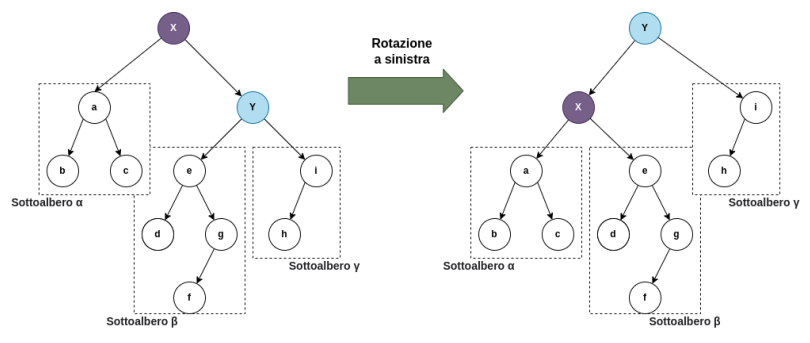 X
Y
Rotazione
a sinistra
a
Y
X
i
b
c
e
i
a
e
h
Sottoalbero α
Sottoalbero γ
d
g
h
b
c
d
g
Sottoalbero γ
Sottoalbero α
f
f
Sottoalbero β
Sottoalbero β